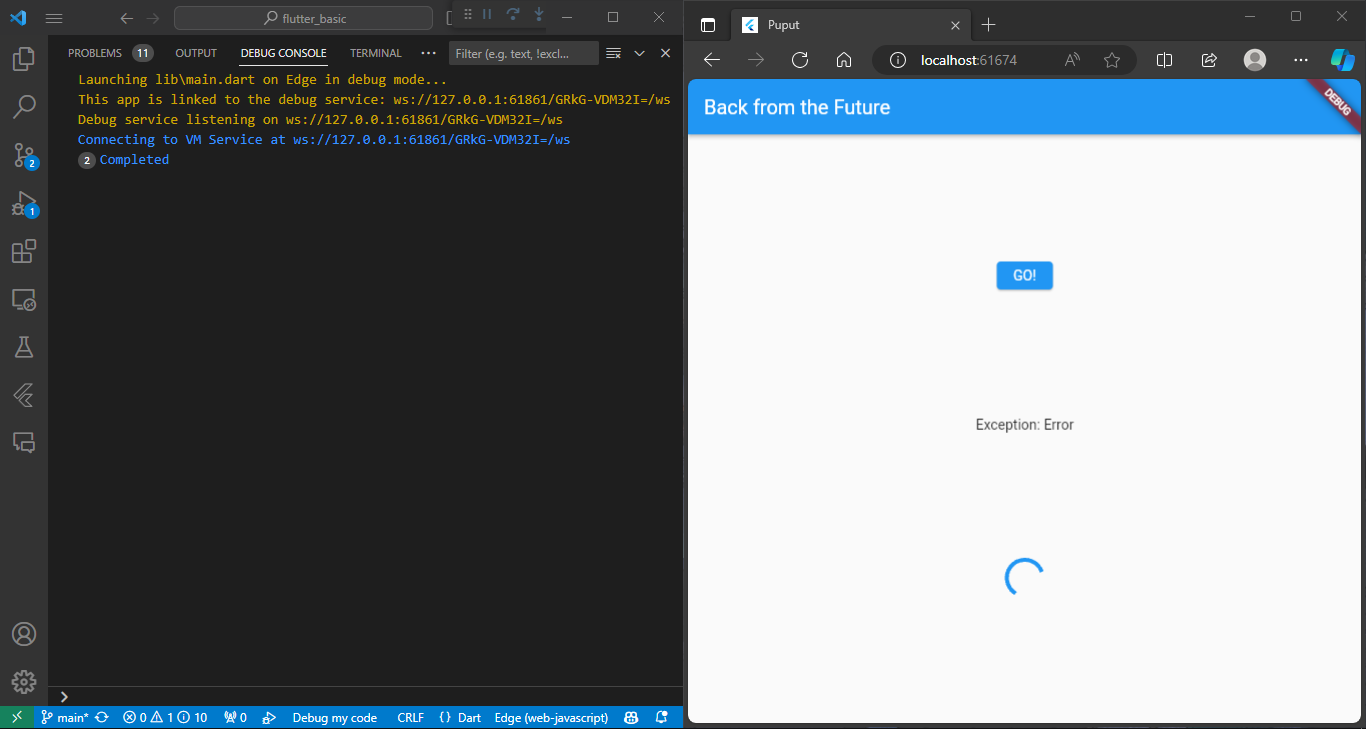 flutter_basic
PROBLEMS 11 OUTPUT DEBUG CONSOLE TERMINAL ... Filter (e.g. text, !excl...
Launching lib\main.dart on Edge in debug mode...
This app is linked to the debug service: ws://127.0.0.1:61861/GRkG-VDM32I=/ws
Debug service listening on ws://127.0.0.1:61861/GRkG-VDM32I=/ws
Connecting to VM Service at ws://127.0.0.1:61861/GRkG-VDM32I=/ws
2 Completed
2
1
main* 0 1 10 0 Debug my code CRLF {} Dart Edge (web-javascript)
Puput
localhost:61674
Back from the Future
DEBUG
GO!
Exception: Error